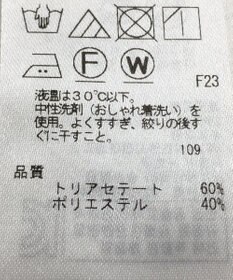 F
W
F23
液温は30℃以下。
中性洗剤（おしゃれ着洗い）を
使用。よくすすぎ、絞りの後す
ぐに干すこと。
109
品質
トリアセテート 60%
ポリエステル 40%